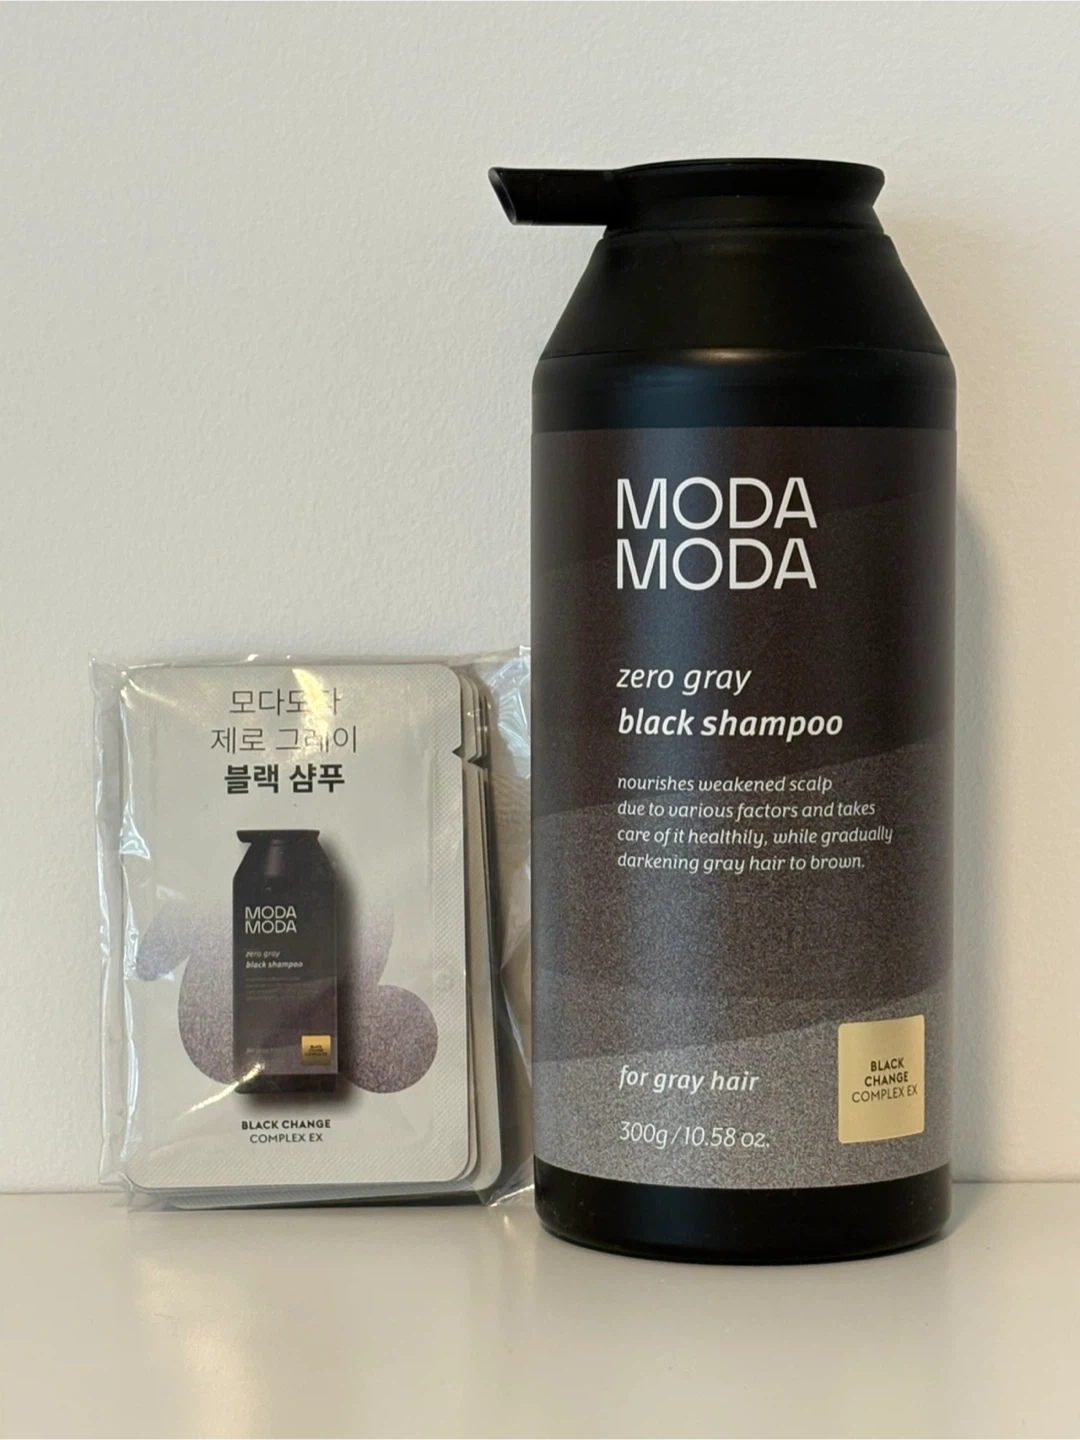 모다모다
제로 그레이
블랙 샴푸
MODA
MODA
zero gray
black shampoo
BLACK CHANGE
COMPLEX EX
MODA
MODA
zero gray
black shampoo
nourishes weakened scalp
due to various factors and takes
care of it healthily, while gradually
darkening gray hair to brown.
for gray hair
300g/10.58 oz.
BLACK
CHANGE
COMPLEX EX